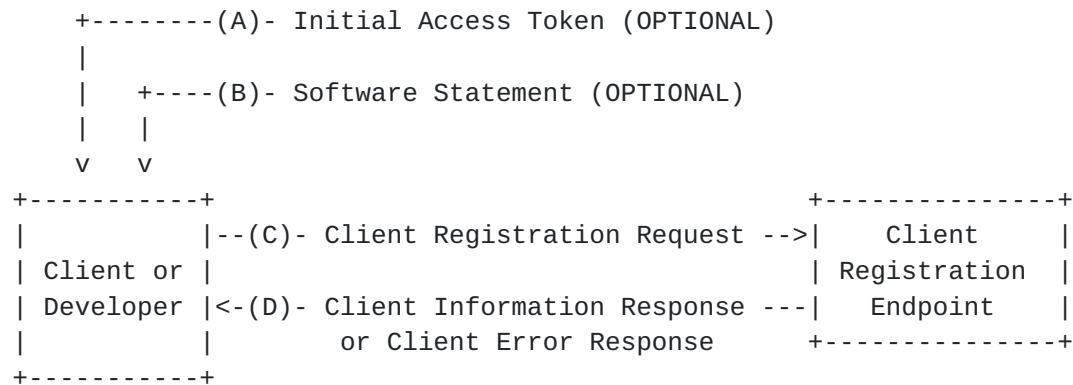 +--------(A)- Initial Access Token (OPTIONAL)
|
|   +----(B)- Software Statement (OPTIONAL)
|   |
v   v
+-----------+                                      +---------------+
|           |--(C)- Client Registration Request -->|    Client     |
| Client or |                                      | Registration  |
| Developer |<-(D)- Client Information Response ---|   Endpoint    |
|           |        or Client Error Response      +---------------+
+-----------+